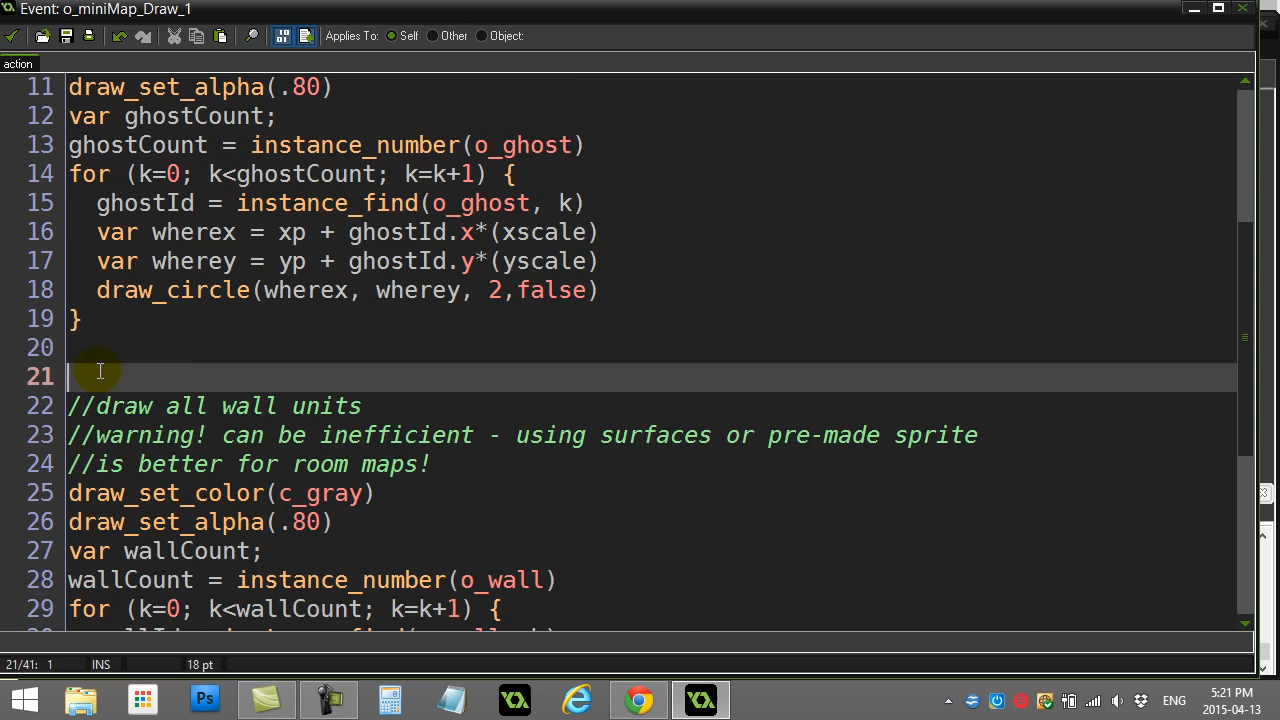 Event: o_miniMap_Draw_1
Applies To: Self Other Object:
action
11 draw_set_alpha(.80)
12 var ghostCount;
13 ghostCount = instance_number(o_ghost)
14 for (k=0; k<ghostCount; k=k+1) {
15 ghostId = instance_find(o_ghost, k)
16 var wherex = xp + ghostId.x*(xscale)
17 var wherey = yp + ghostId.y*(yscale)
18 draw_circle(wherex, wherey, 2,false)
19 }
20
21
22 //draw all wall units
23 //warning! can be inefficient - using surfaces or pre-made sprite
24 //is better for room maps!
25 draw_set_color(c_gray)
26 draw_set_alpha(.80)
27 var wallCount;
28 wallCount = instance_number(o_wall)
29 for (k=0; k<wallCount; k=k+1) {
21/41: 1 INS 18 pt
Ps
ENG
5:21 PM
2015-04-13